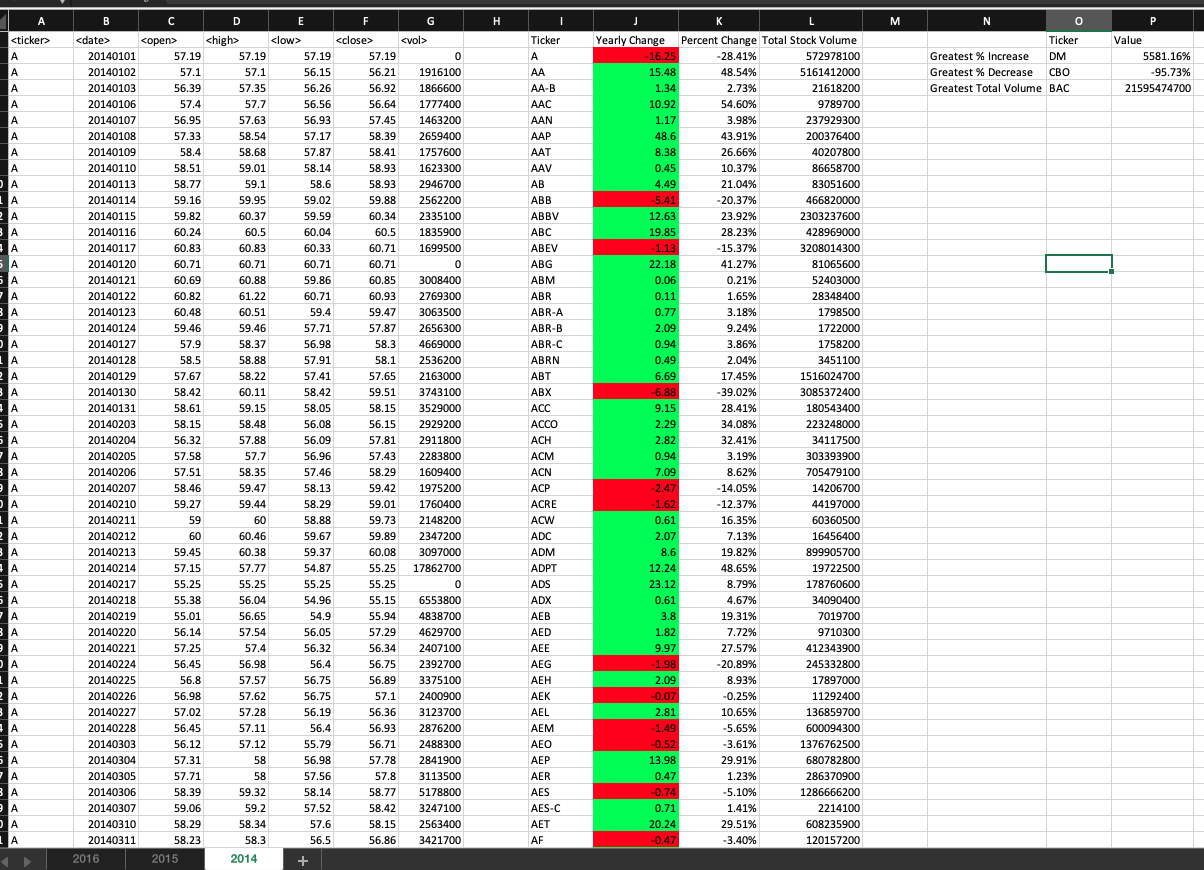 A B C D E F G H I J K L M N O P
<ticker> <date> <open> <high> <low> <close> <vol> Ticker Yearly Change Percent Change Total Stock Volume Ticker Value
A 20140101 57.19 57.19 57.19 57.19 0 A -16.25 -28.41% 572978100 Greatest % Increase DM 5581.16%
A 20140102 57.1 57.1 56.15 56.21 1916100 AA 15.48 48.54% 5161412000 Greatest % Decrease CBO -95.73%
A 20140103 56.39 57.35 56.26 56.92 1866600 AA-B 1.34 2.73% 21618200 Greatest Total Volume BAC 21595474700
A 20140106 57.4 57.7 56.56 56.64 1777400 AAC 10.92 54.60% 9789700
A 20140107 56.95 57.63 56.93 57.45 1463200 AAN 1.17 3.98% 237929300
A 20140108 57.33 58.54 57.17 58.39 2659400 AAP 48.6 43.91% 200376400
A 20140109 58.4 58.68 57.87 58.41 1757600 AAT 8.38 26.66% 40207800
A 20140110 58.51 59.01 58.14 58.93 1623300 AAV 0.45 10.37% 86658700
A 20140113 58.77 59.1 58.6 58.93 2946700 AB 4.49 21.04% 83051600
A 20140114 59.16 59.95 59.02 59.88 2562200 ABB -5.41 -20.37% 466820000
A 20140115 59.82 60.37 59.59 60.34 2335100 ABBV 12.63 23.92% 2303237600
A 20140116 60.24 60.5 60.04 60.5 1835900 ABC 19.85 28.23% 428969000
A 20140117 60.83 60.83 60.33 60.71 1699500 ABEV -1.13 -15.37% 3208014300
A 20140120 60.71 60.71 60.71 60.71 0 ABG 22.18 41.27% 81065600
A 20140121 60.69 60.88 59.86 60.85 3008400 ABM 0.06 0.21% 52403000
A 20140122 60.82 61.22 60.71 60.93 2769300 ABR 0.11 1.65% 28348400
A 20140123 60.48 60.51 59.4 59.47 3063500 ABR-A 0.77 3.18% 1798500
A 20140124 59.46 59.46 57.71 57.87 2656300 ABR-B 2.09 9.24% 1722000
A 20140127 57.9 58.37 56.98 58.3 4669000 ABR-C 0.94 3.86% 1758200
A 20140128 58.5 58.88 57.91 58.1 2536200 ABRN 0.49 2.04% 3451100
A 20140129 57.67 58.22 57.41 57.65 2163000 ABT 6.69 17.45% 1516024700
A 20140130 58.42 60.11 58.42 59.51 3743100 ABX -6.88 -39.02% 3085372400
A 20140131 58.61 59.15 58.05 58.15 3529000 ACC 9.15 28.41% 180543400
A 20140203 58.15 58.48 56.08 56.15 2929200 ACCO 2.29 34.08% 223248000
A 20140204 56.32 57.88 56.09 57.81 2911800 ACH 2.82 32.41% 34117500
A 20140205 57.58 57.7 56.96 57.43 2283800 ACM 0.94 3.19% 303393900
A 20140206 57.51 58.35 57.46 58.29 1609400 ACN 7.09 8.62% 705479100
A 20140207 58.46 59.47 58.13 59.42 1975200 ACP -2.47 -14.05% 14206700
A 20140210 59.27 59.44 58.29 59.01 1760400 ACRE -1.62 -12.37% 44197000
A 20140211 59 60 58.88 59.73 2148200 ACW 0.61 16.35% 60360500
A 20140212 60 60.46 59.67 59.89 2347200 ADC 2.07 7.13% 16456400
A 20140213 59.45 60.38 59.37 60.08 3097000 ADM 8.6 19.82% 899905700
A 20140214 57.15 57.77 54.87 55.25 17862700 ADPT 12.24 48.65% 19722500
A 20140217 55.25 55.25 55.25 55.25 0 ADS 23.12 8.79% 178760600
A 20140218 55.38 56.04 54.96 55.15 6553800 ADX 0.61 4.67% 34090400
A 20140219 55.01 56.65 54.9 55.94 4838700 AEB 3.8 19.31% 7019700
A 20140220 56.14 57.54 56.05 57.29 4629700 AED 1.82 7.72% 9710300
A 20140221 57.25 57.4 56.32 56.34 2407100 AEE 9.97 27.57% 412343900
A 20140224 56.45 56.98 56.4 56.75 2392700 AEG -1.98 -20.89% 245332800
A 20140225 56.8 57.57 56.75 56.89 3375100 AEH 2.09 8.93% 17897000
A 20140226 56.98 57.62 56.75 57.1 2400900 AEK -0.07 -0.25% 11292400
A 20140227 57.02 57.28 56.19 56.36 3123700 AEL 2.81 10.65% 136859700
A 20140228 56.45 57.11 56.4 56.93 2876200 AEM -1.49 -5.65% 600094300
A 20140303 56.12 57.12 55.79 56.71 2488300 AEO -0.52 -3.61% 1376762500
A 20140304 57.31 58 56.98 57.78 2841900 AEP 13.98 29.91% 680782800
A 20140305 57.71 58 57.56 57.8 3113500 AER 0.47 1.23% 286370900
A 20140306 58.39 59.32 58.14 58.77 5178800 AES -0.74 -5.10% 1286666200
A 20140307 59.06 59.2 57.52 58.42 3247100 AES-C 0.71 1.41% 2214100
A 20140310 58.29 58.34 57.6 58.15 2563400 AET 20.24 29.51% 608235900
A 20140311 58.23 58.3 56.5 56.86 3421700 AF -0.47 -3.40% 120157200
2016 2015 2014 +